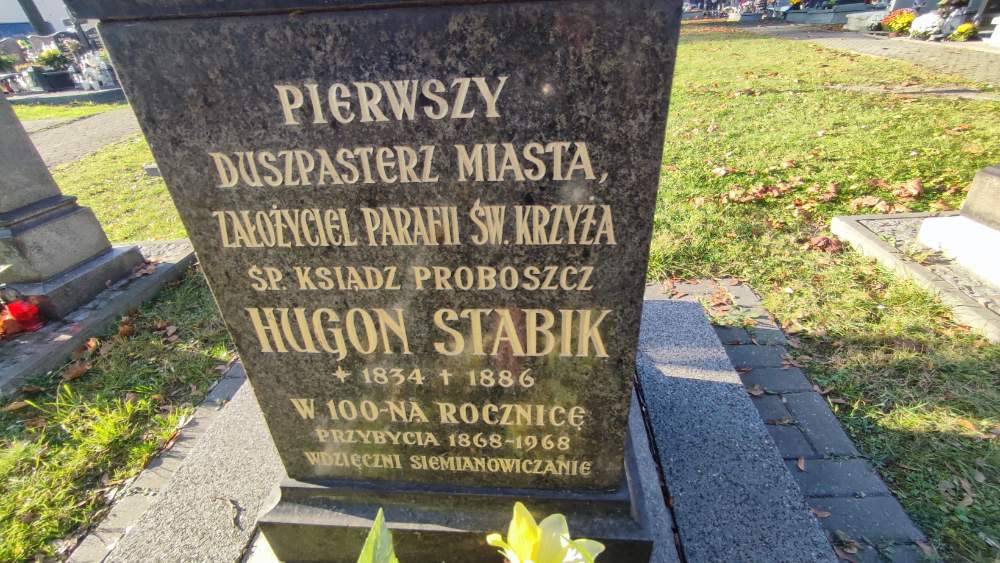 PIERWSZY
DUSZPASTERZ MIASTA,
ZAŁOŻYCIEL PARAFII ŚW. KRZYŻA
ŚP. KSIĄDZ PROBOSZCZ
HUGON STABIK
* 1834 † 1886
W 100-NĄ ROCZNICĘ
PRZYBYCIA 1868-1968
WDZIĘCZNI SIEMIANOWICZANIE